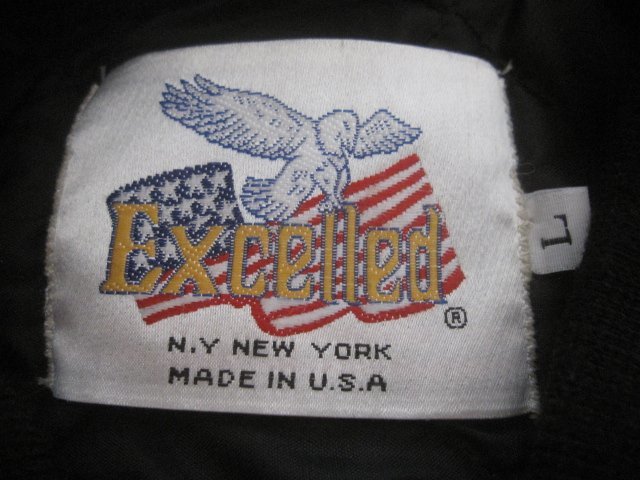 Excelled ®
N.Y NEW YORK
MADE IN U.S.A
L